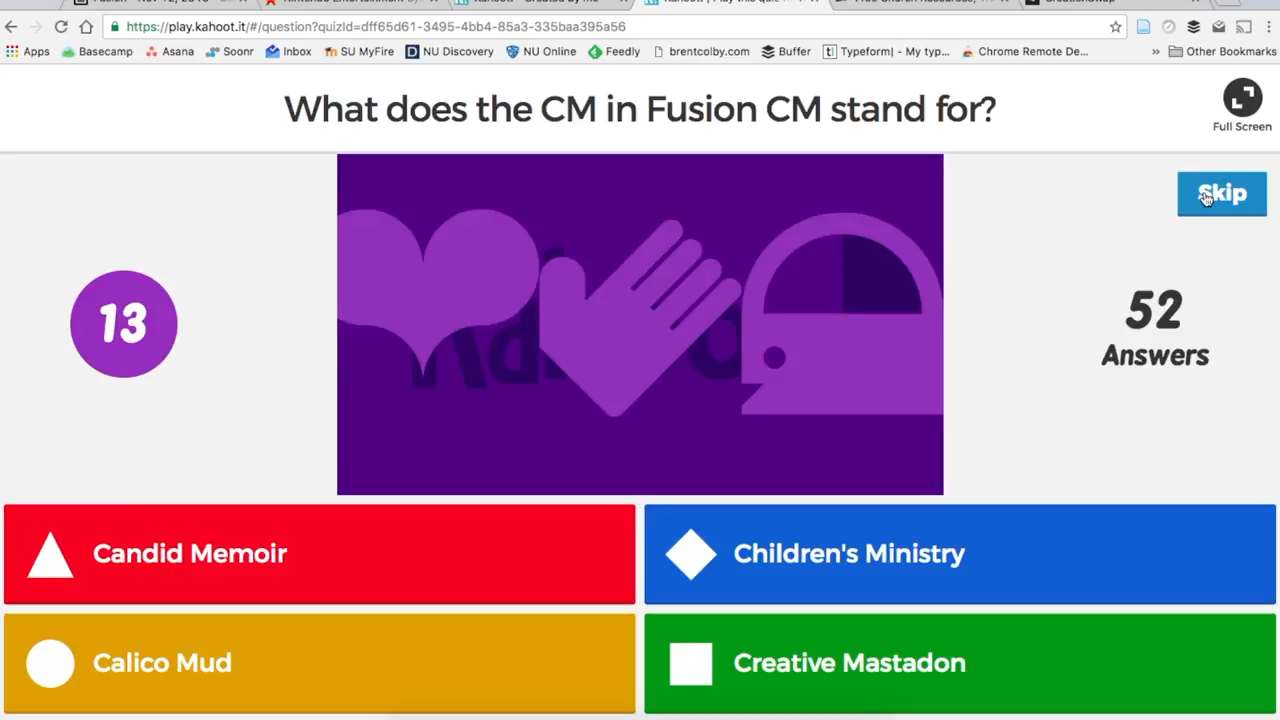 https://play.kahoot.it/#/question?quizId=dff65d61-3495-4bb4-85a3-335baa395a56
Apps Basecamp Asana Soonr Inbox SU MyFire NU Discovery NU Online Feedly brentcolby.com Buffer Typeform| - My typ... Chrome Remote De... » Other Bookmarks
What does the CM in Fusion CM stand for?
Full Screen
Skip
13
52
Answers
Candid Memoir
Children's Ministry
Calico Mud
Creative Mastadon